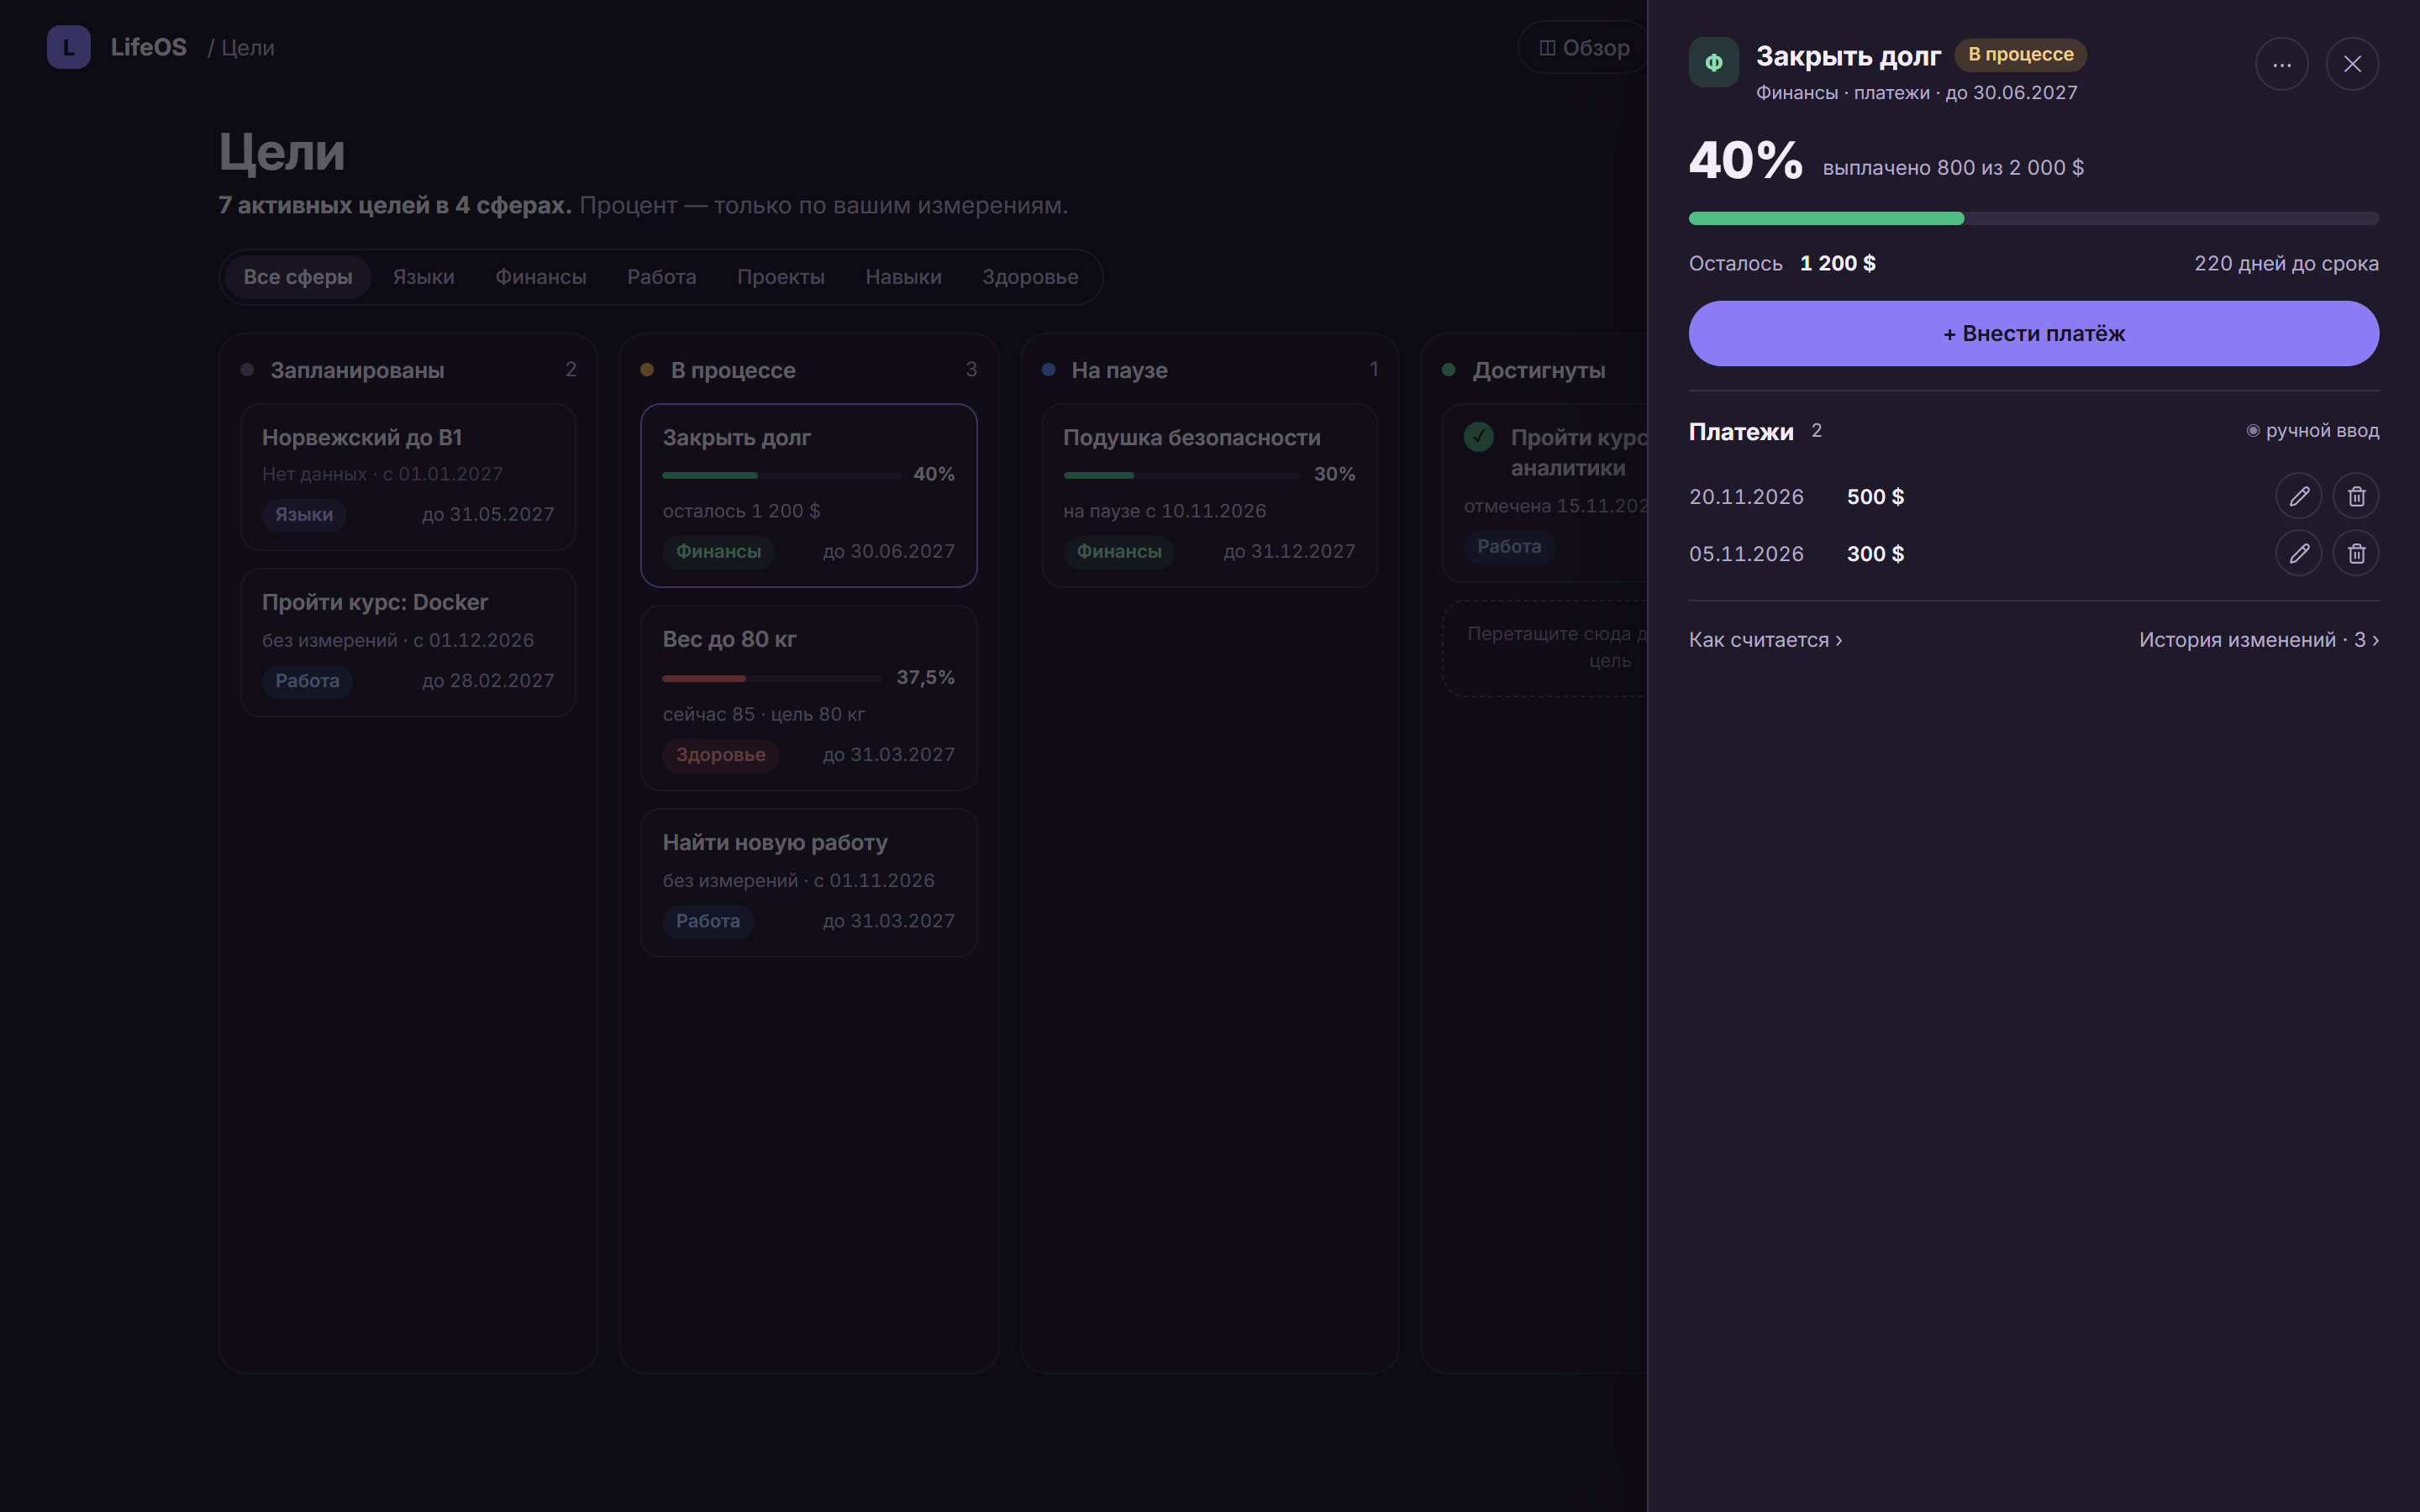 L LifeOS / Цели
Обзор
Цели
7 активных целей в 4 сферах. Процент — только по вашим измерениям.
Все сферы Языки Финансы Работа Проекты Навыки Здоровье
Запланированы 2
Норвежский до B1
Нет данных · с 01.01.2027
Языки до 31.05.2027
Пройти курс: Docker
без измерений · с 01.12.2026
Работа до 28.02.2027
В процессе 3
Закрыть долг
40%
осталось 1 200 $
Финансы до 30.06.2027
Вес до 80 кг
37,5%
сейчас 85 · цель 80 кг
Здоровье до 31.03.2027
Найти новую работу
без измерений · с 01.11.2026
Работа до 31.03.2027
На паузе 1
Подушка безопасности
30%
на паузе с 10.11.2026
Финансы до 31.12.2027
Достигнуты
Пройти курс
аналитики
отмечена 15.11.202
Работа
Перетащите сюда
цель
Ф Закрыть долг В процессе
Финансы · платежи · до 30.06.2027
40% выплачено 800 из 2 000 $
Осталось 1 200 $ 220 дней до срока
+ Внести платёж
Платежи 2 ручной ввод
20.11.2026 500 $
05.11.2026 300 $
Как считается › История изменений · 3 ›